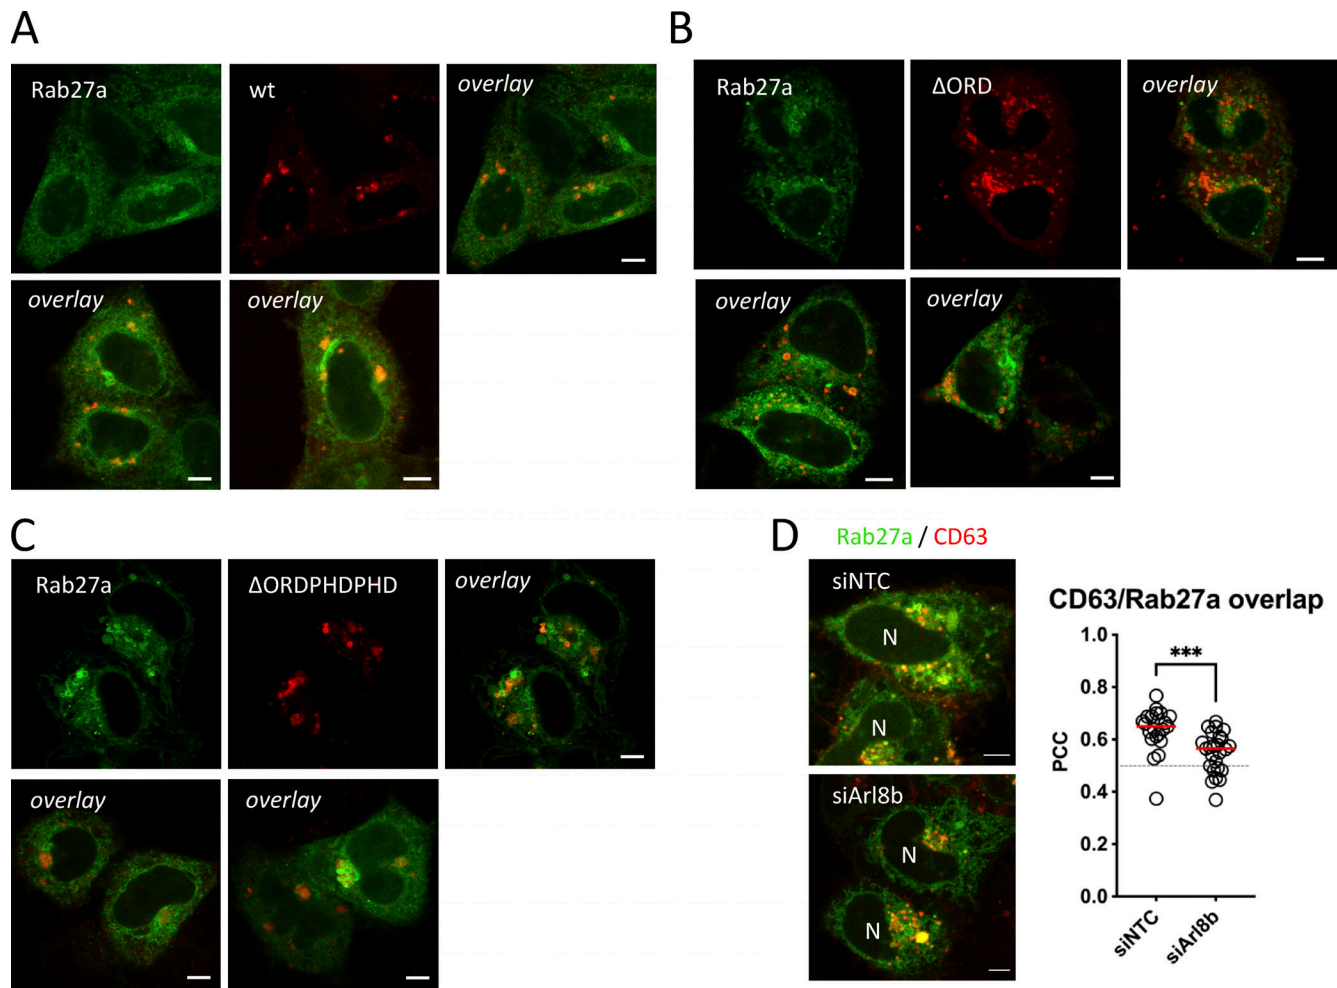 A
Rab27a
wt
overlay
overlay
overlay
B
Rab27a
ΔORD
overlay
overlay
overlay
C
Rab27a
ΔORDPHDPHD
overlay
overlay
overlay
D
Rab27a / CD63
siNTC
N
N
siArl8b
N
N
CD63/Rab27a overlap
1.0
***
0.8
0.6
PCC
0.4
0.2
0.0
siNTC
siArl8b